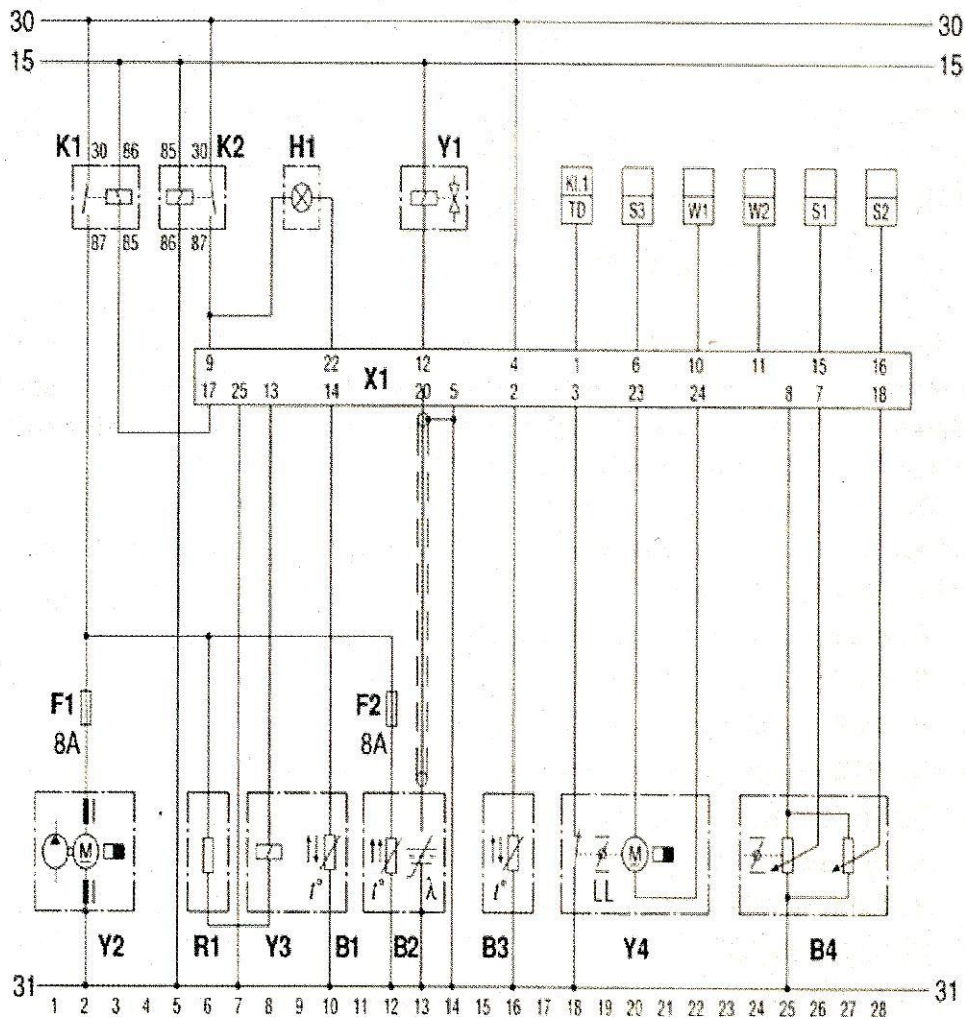 30 30
15 15
K1 30 86 85 30 K2 H1 Y1
Kl.1 S3 W1 W2 S1 S2
TD
87 85 86 87
9 22 12 4 1 6 10 11 15 16
X1
17 25 13 14 20 5 2 3 23 24 8 7 18
F1 F2
8A 8A
M M
t° t° λ t° LL
Y2 R1 Y3 B1 B2 B3 Y4 B4
31 31
1 2 3 4 5 6 7 8 9 10 11 12 13 14 15 16 17 18 19 20 21 22 23 24 25 26 27 28